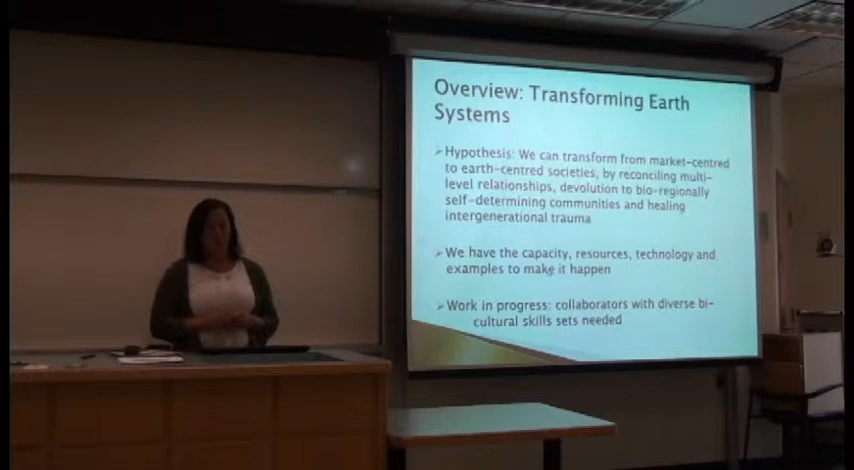 Overview: Transforming Earth
Systems
➢Hypothesis: We can transform from market-centred
to earth-centred societies, by reconciling multi-
level relationships, devolution to bio-regionally
self-determining communities and healing
intergenerational trauma
➢We have the capacity, resources, technology and
examples to make it happen
➢Work in progress: collaborators with diverse bi-
cultural skills sets needed